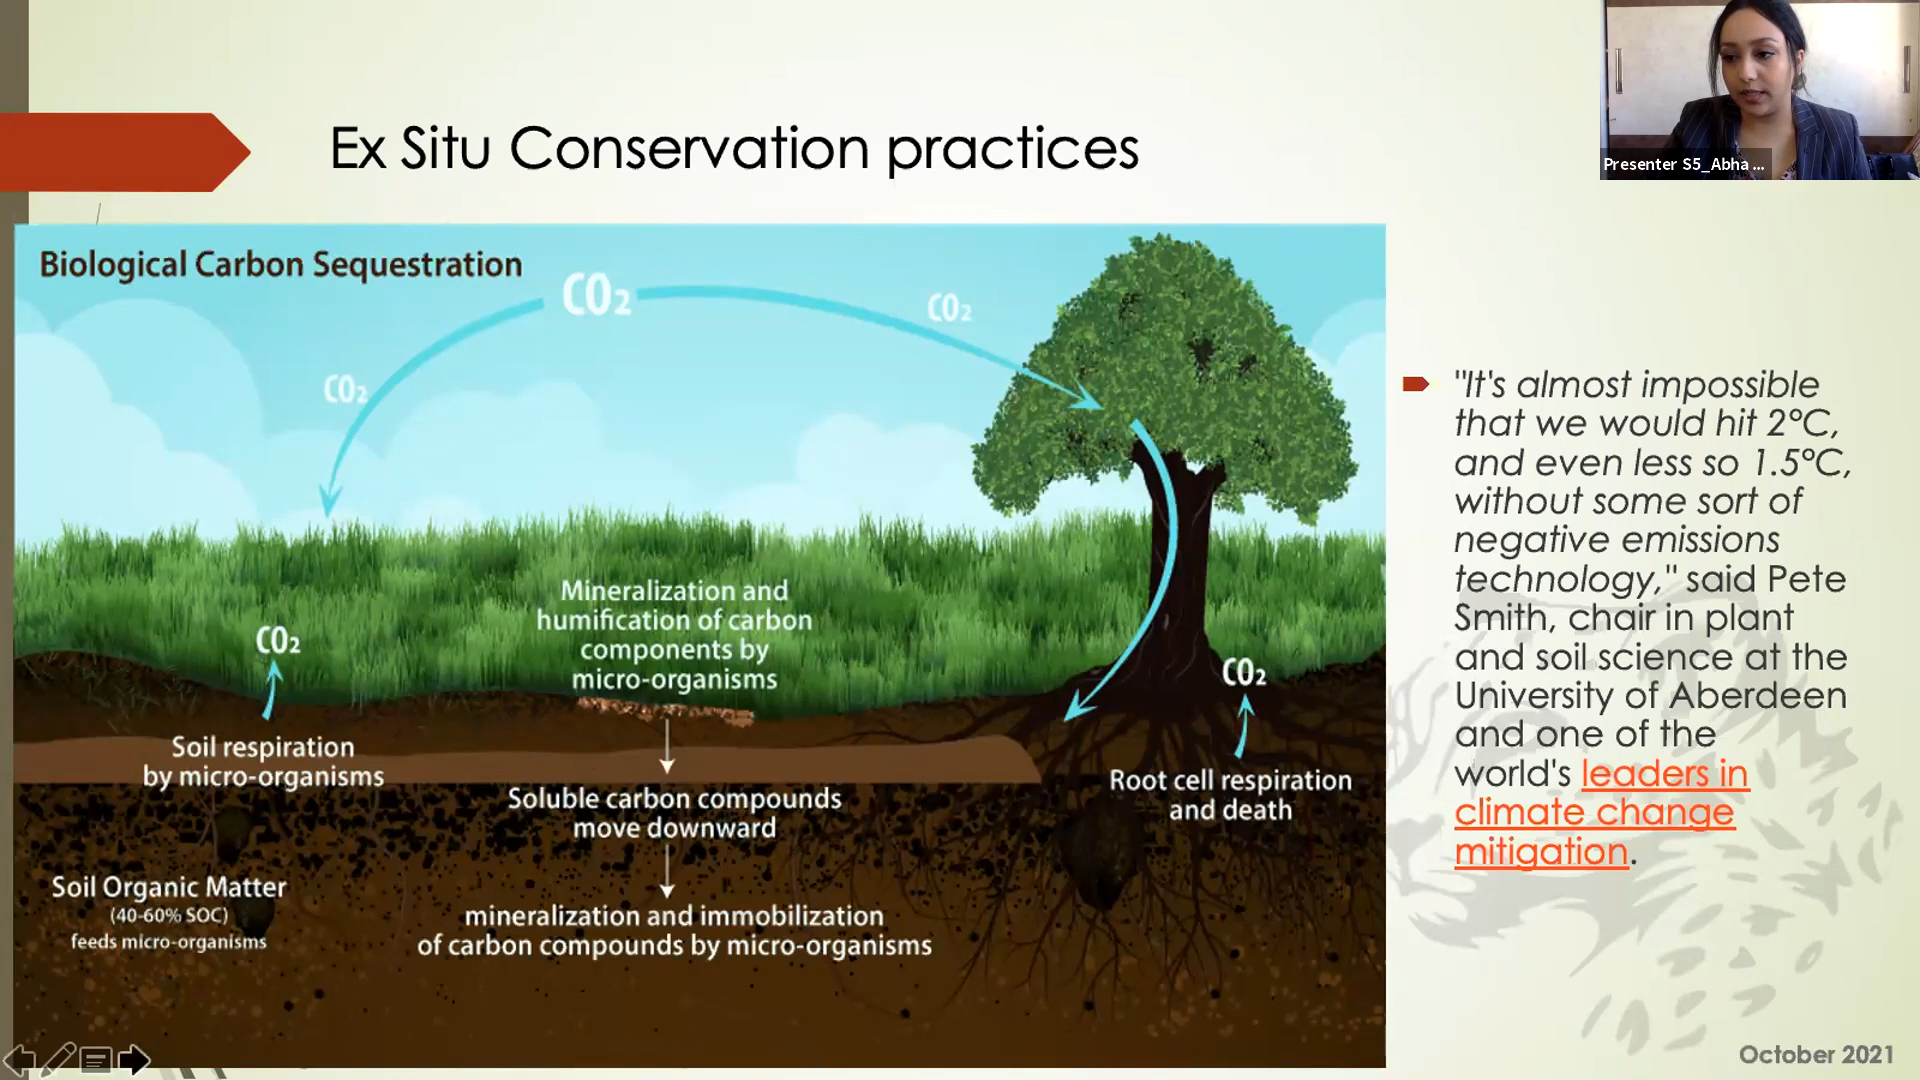 Presenter S5_Abha ...
Ex Situ Conservation practices
Biological Carbon Sequestration
CO₂
CO₂
CO₂
CO₂
Mineralization and
humification of carbon
components by
micro-organisms
CO₂
Soil respiration
by micro-organisms
Soluble carbon compounds
move downward
Root cell respiration
and death
Soil Organic Matter
(40-60% SOC)
feeds micro-organisms
mineralization and immobilization
of carbon compounds by micro-organisms
"It's almost impossible
that we would hit 2°C,
and even less so 1.5°C,
without some sort of
negative emissions
technology," said Pete
Smith, chair in plant
and soil science at the
University of Aberdeen
and one of the
world's leaders in
climate change
mitigation.
October 2021